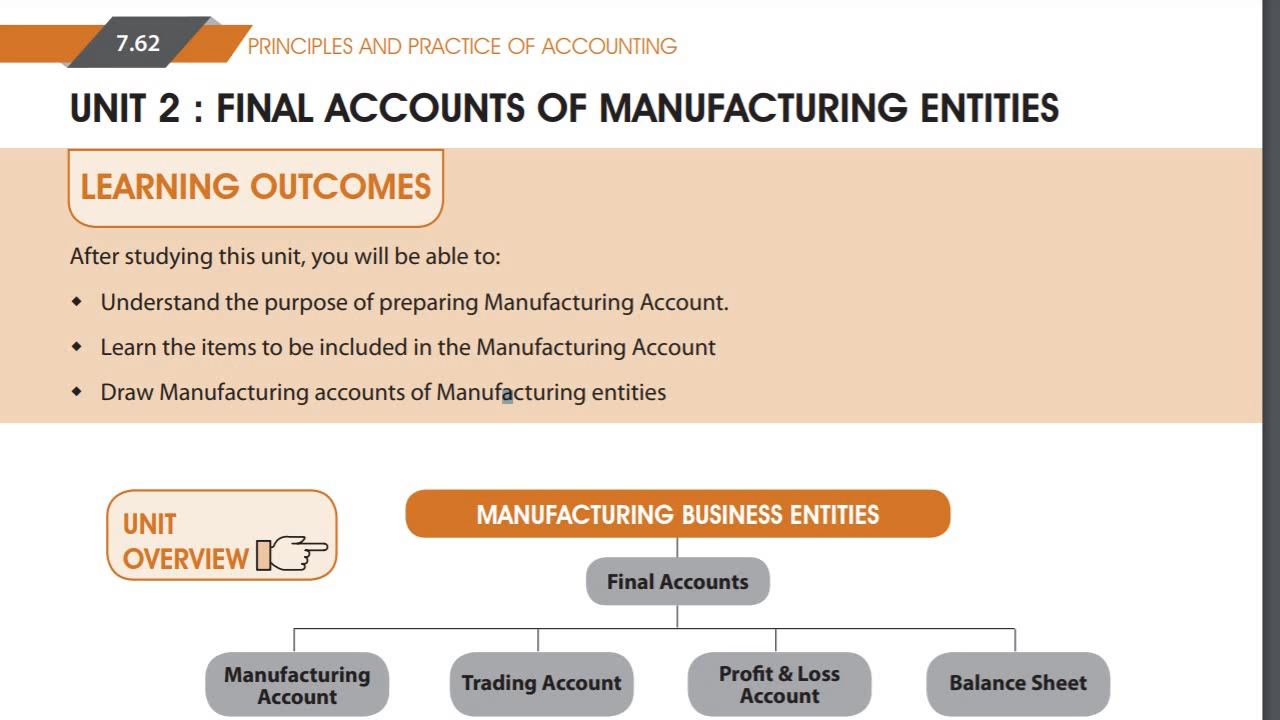 7.62
PRINCIPLES AND PRACTICE OF ACCOUNTING
UNIT 2 : FINAL ACCOUNTS OF MANUFACTURING ENTITIES
LEARNING OUTCOMES
After studying this unit, you will be able to:
◆ Understand the purpose of preparing Manufacturing Account.
◆ Learn the items to be included in the Manufacturing Account
◆ Draw Manufacturing accounts of Manufacturing entities
UNIT
OVERVIEW
MANUFACTURING BUSINESS ENTITIES
Final Accounts
Manufacturing
Account
Trading Account
Profit & Loss
Account
Balance Sheet